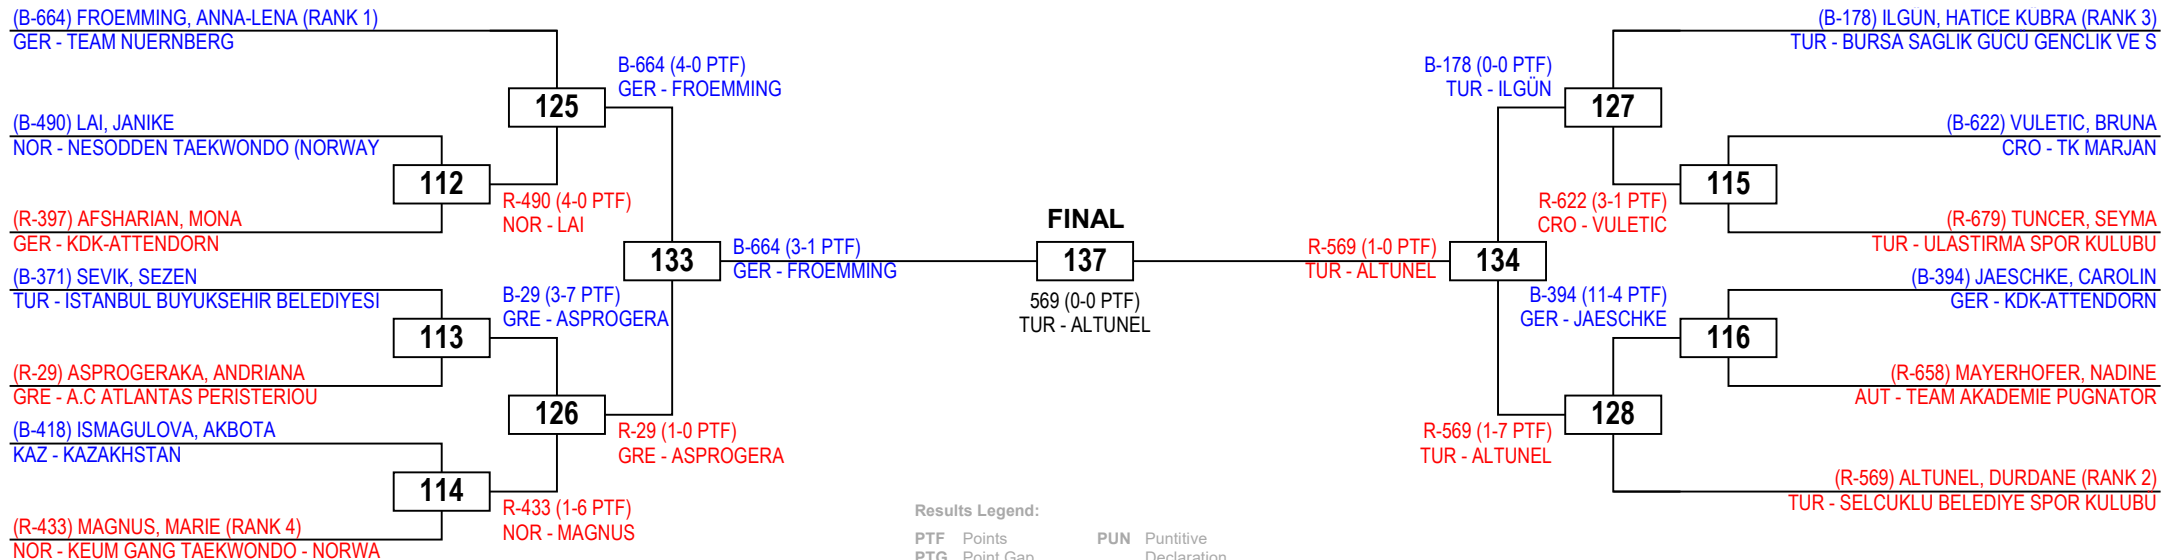 (B-664) FROEMMING, ANNA-LENA (RANK 1)
GER - TEAM NUERNBERG
B-664 (4-0 PTF)
GER - FROEMMING
125
(B-490) LAI, JANIKE
NOR - NESODDEN TAEKWONDO (NORWAY
112
R-490 (4-0 PTF)
NOR - LAI
(R-397) AFSHARIAN, MONA
GER - KDK-ATTENDORN
133
B-664 (3-1 PTF)
GER - FROEMMING
(B-371) SEVIK, SEZEN
TUR - ISTANBUL BUYUKSEHIR BELEDIYESI
B-29 (3-7 PTF)
GRE - ASPROGERA
113
(R-29) ASPROGERAKA, ANDRIANA
GRE - A.C ATLANTAS PERISTERIOU
126
R-29 (1-0 PTF)
GRE - ASPROGERA
(B-418) ISMAGULOVA, AKBOTA
KAZ - KAZAKHSTAN
114
R-433 (1-6 PTF)
NOR - MAGNUS
(R-433) MAGNUS, MARIE (RANK 4)
NOR - KEUM GANG TAEKWONDO - NORWA
FINAL
137
569 (0-0 PTF)
TUR - ALTUNEL
(B-178) ILGÜN, HATICE KÜBRA (RANK 3)
TUR - BURSA SAGLIK GÜCÜ GENCLIK VE S
B-178 (0-0 PTF)
TUR - ILGÜN
127
(B-622) VULETIC, BRUNA
CRO - TK MARJAN
115
R-622 (3-1 PTF)
CRO - VULETIC
(R-679) TUNCER, SEYMA
TUR - ULASTIRMA SPOR KULUBU
R-569 (1-0 PTF)
TUR - ALTUNEL
134
(B-394) JAESCHKE, CAROLIN
GER - KDK-ATTENDORN
B-394 (11-4 PTF)
GER - JAESCHKE
116
(R-658) MAYERHOFER, NADINE
AUT - TEAM AKADEMIE PUGNATOR
128
R-569 (1-7 PTF)
TUR - ALTUNEL
(R-569) ALTUNEL, DURDANE (RANK 2)
TUR - SELCUKLU BELEDIYE SPOR KULUBU
Results Legend:
PTF Points PUN Puntitive
PTG Point Gap Declaration